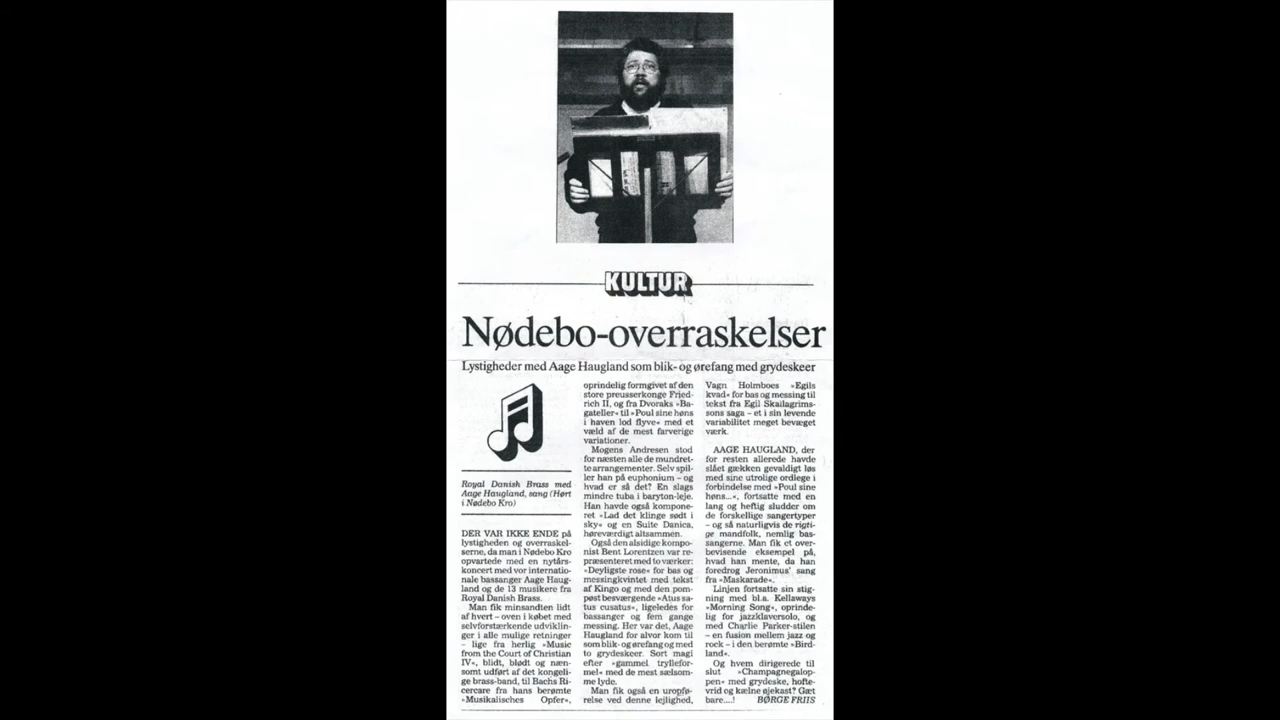 KULTUR
Nødebo-overraskelser
Lystigheder med Aage Haugland som blik- og ørefang med grydeskeer
Royal Danish Brass med
Aage Haugland, sang (Hørt
i Nødebo Kro)
DER VAR IKKE ENDE på
lystigheden og overraskel-
serne, da man i Nødebo Kro
opvartede med en nytårs-
koncert med vor internatio-
nale bassanger Aage Haug-
land og de 13 musikere fra
Royal Danish Brass.
Man fik minsandten lidt
af hvert – oven i købet med
selvforstærkende udviklin-
ger i alle mulige retninger
– lige fra herlig »Music
from the Court of Christian
IV«, blidt, blødt og næn-
somt udført af det kongeli-
ge brass-band, til Bachs Ri-
cercare fra hans berømte
»Musikalisches Opfer«,
oprindelig formgivet af den
store preusserkonge Fried-
rich II, og fra Dvoraks »Ba-
gateller« til »Poul sine høns
i haven lod flyve« med et
væld af de mest farverige
variationer.
Mogens Andresen stod
for næsten alle de mundret-
te arrangementer. Selv spil-
ler han på euphonium – og
hvad er så det? En slags
mindre tuba i baryton-leje.
Han havde også kompone-
ret »Lad det klinge sødt i
sky« og en Suite Danica,
høreværdigt altsammen.
Også den alsidige kompo-
nist Bent Lorentzen var re-
præsenteret med to værker:
»Deyligste rose« for bas og
messingkvintet med tekst
af Kingo og med den pom-
pøst besværgende »Atus sa-
tus cusatus«, ligeledes for
bassanger og fem gange
messing. Her var det, Aage
Haugland for alvor kom til
som blik- og ørefang og med
to grydeskeer. Sort magi
efter »gammel tryllefor-
mel« med de mest sælsom-
me lyde.
Man fik også en uropfø-
relse ved denne lejlighed,
Vagn Holmboes »Egils
kvad« for bas og messing til
tekst fra Egil Skailagrims-
sons saga – et i sin levende
variabilitet meget bevæget
værk.
AAGE HAUGLAND, der
for resten allerede havde
slået gækken gevaldigt løs
med sine utrolige ordlege i
forbindelse med »Poul sine
høns...«, fortsatte med en
lang og heftig sludder om
de forskellige sangertyper
– og så naturligvis de rigti-
ge mandfolk, nemlig bas-
sangerne. Man fik et over-
bevisende eksempel på,
hvad han mente, da han
foredrog Jeronimus' sang
fra »Maskarade«.
Linjen fortsatte sin stig-
ning med bl.a. Kellaways
»Morning Song«, oprinde-
lig for jazzklaversolo, og
med Charlie Parker-stilen
– en fusion mellem jazz og
rock – i den berømte »Bird-
land«.
Og hvem dirigerede til
slut »Champagnegalop-
pen« med grydeske, hofte-
vrid og kælne øjekast? Gæt
bare....! BØRGE FRIIS